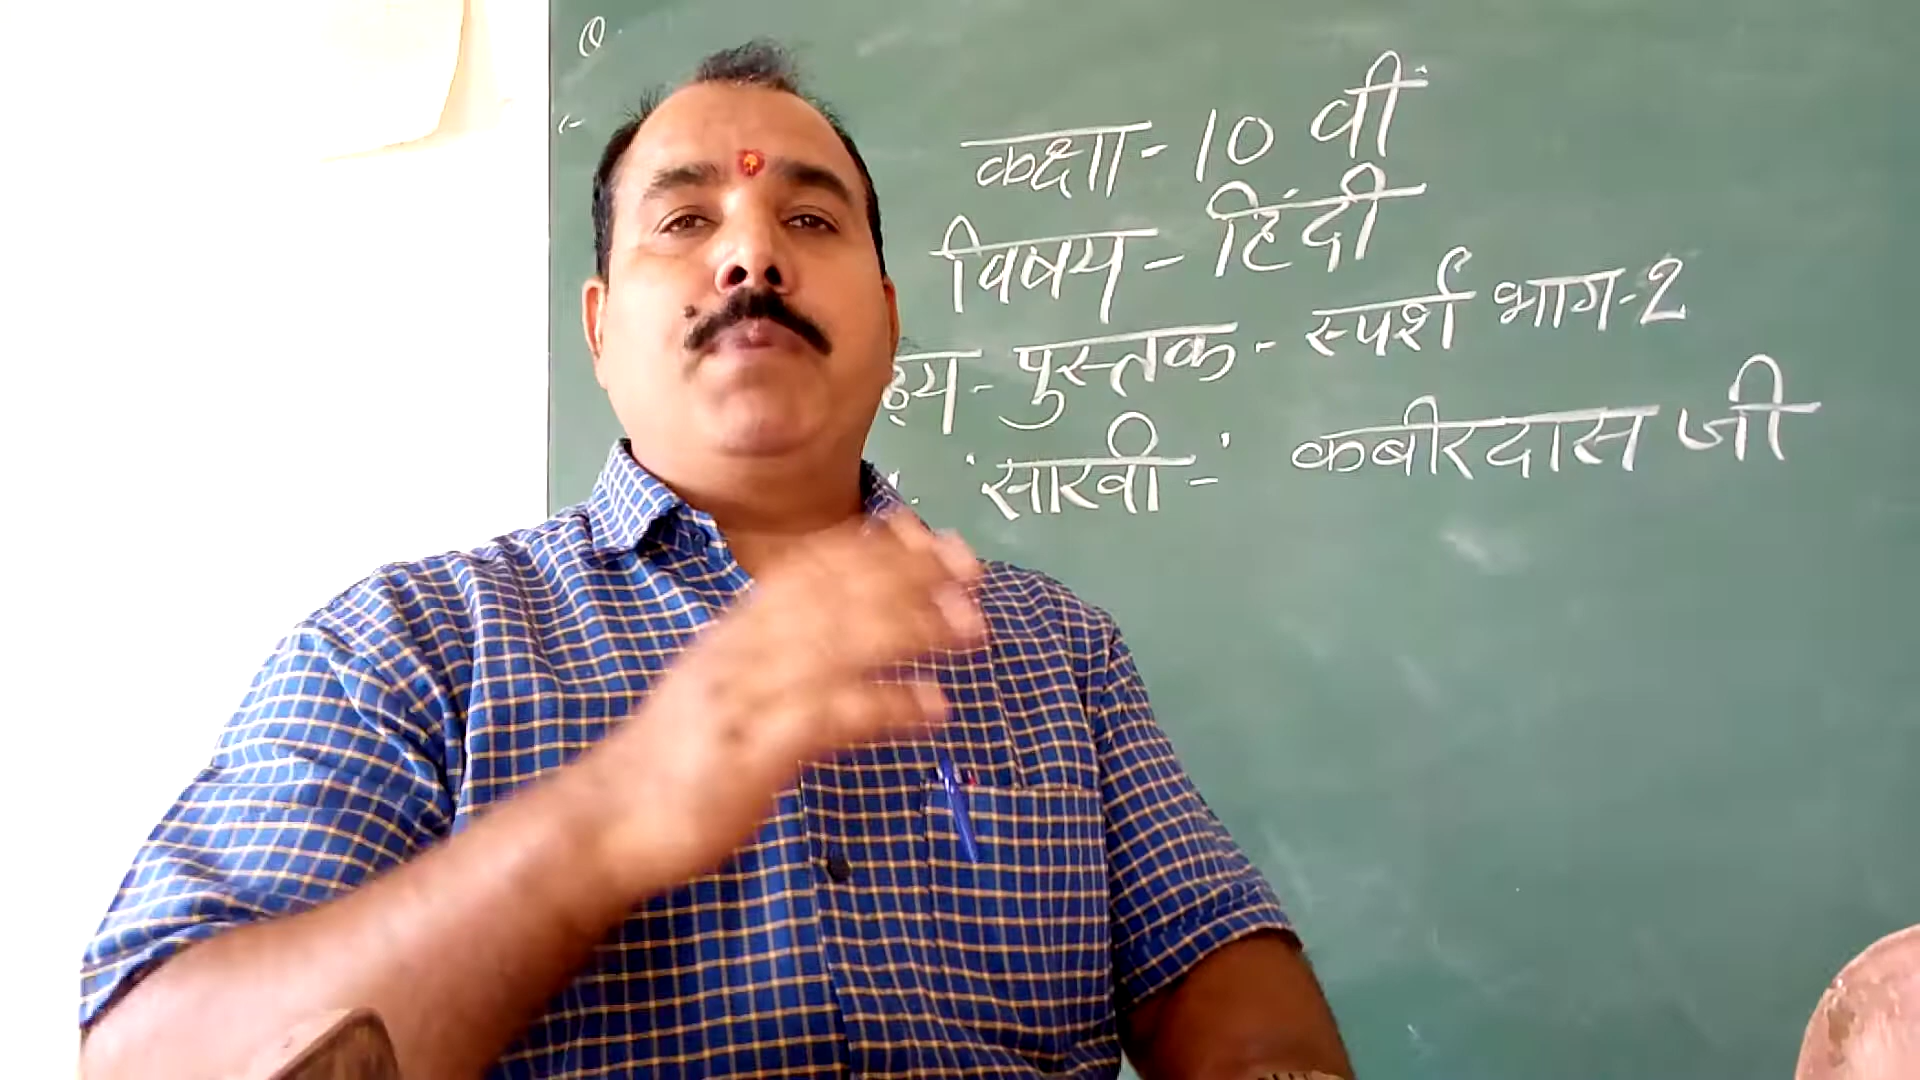 कक्षा - 10 वीं
विषय - हिंदी
पुस्तक - स्पर्श भाग-2
'साखी -' कबीरदास जी